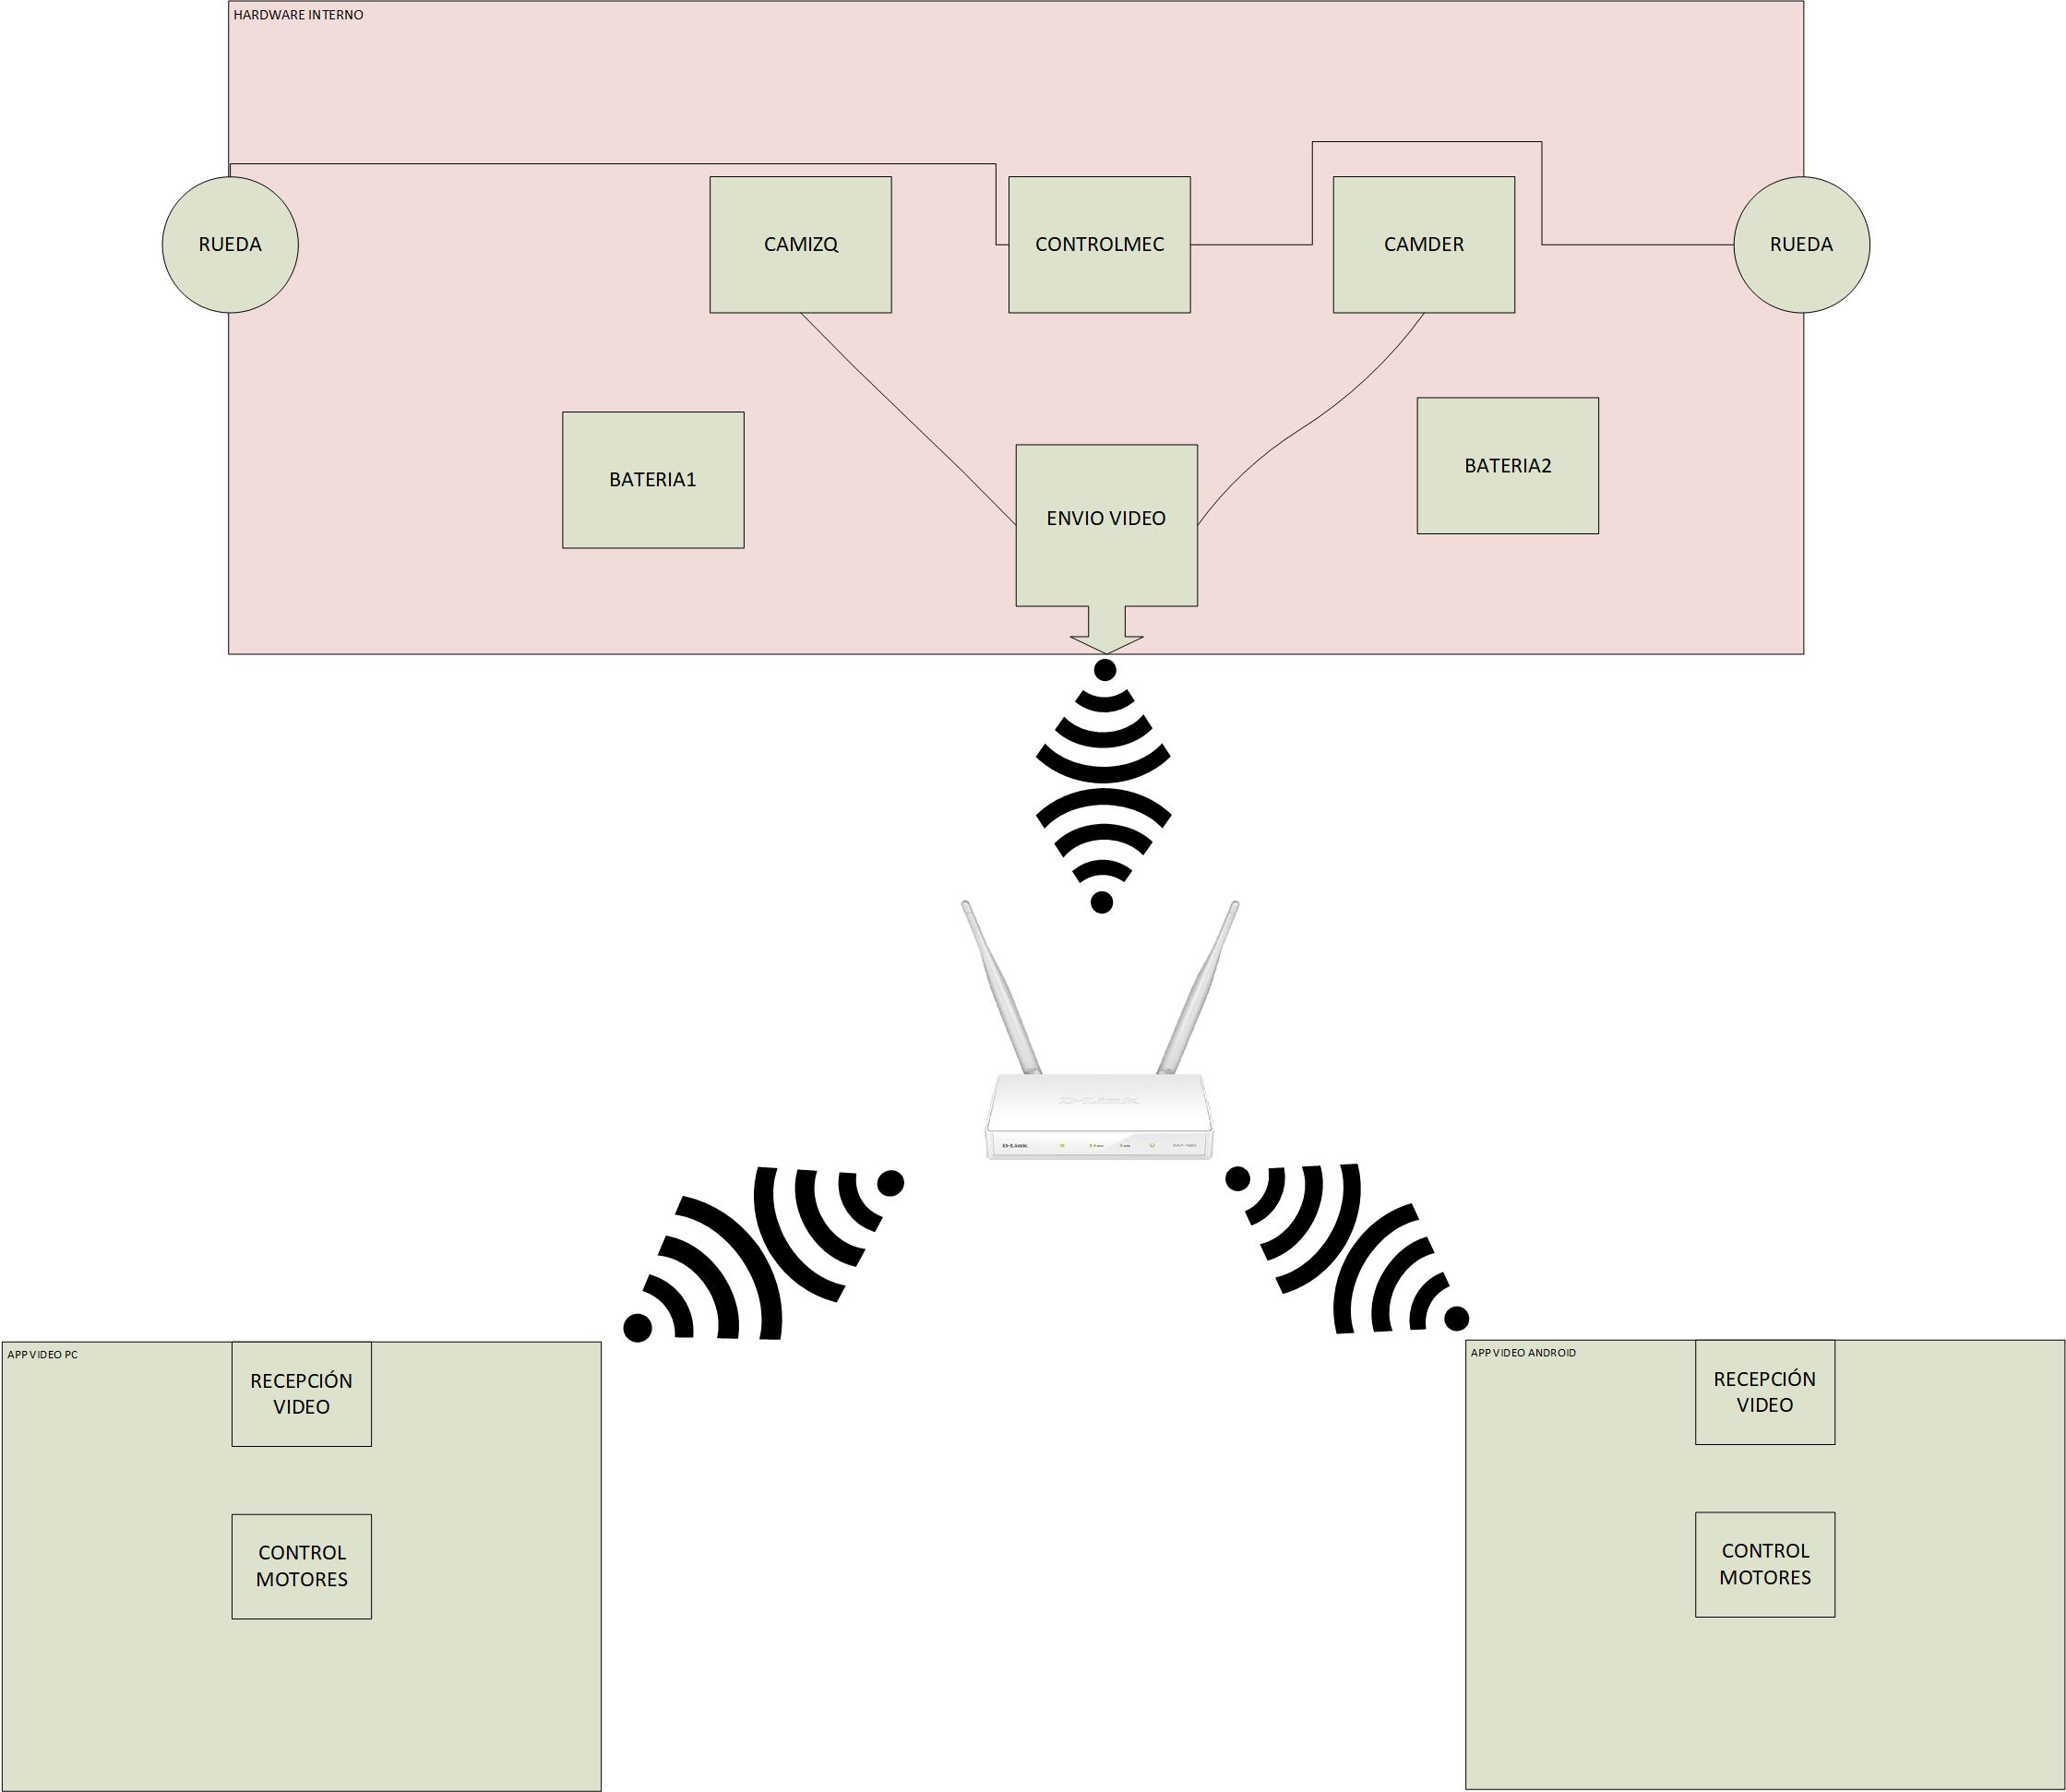 HARDWARE INTERNO
RUEDA
CAMIZQ
CONTROLMEC
CAMDER
RUEDA
BATERIA1
ENVIO VIDEO
BATERIA2
D-Link
D-Link
APP VIDEO PC
RECEPCIÓN
VIDEO
CONTROL
MOTORES
APP VIDEO ANDROID
RECEPCIÓN
VIDEO
CONTROL
MOTORES